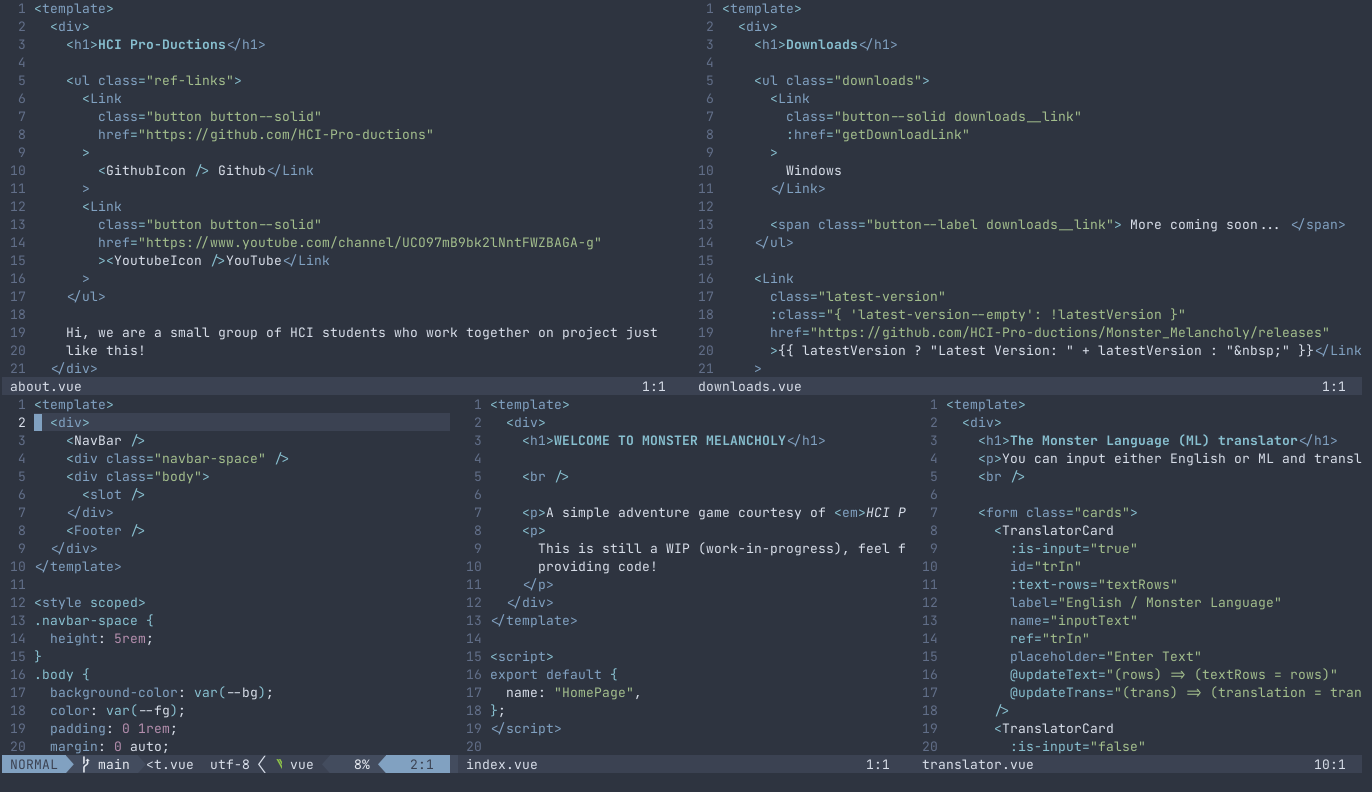 1 <template>
2   <div>
3     <h1>HCI Pro-Ductions</h1>
4
5     <ul class="ref-links">
6       <Link
7         class="button button--solid"
8         href="https://github.com/HCI-Pro-ductions"
9       >
10         <GithubIcon /> Github</Link
11       >
12       <Link
13         class="button button--solid"
14         href="https://www.youtube.com/channel/UCO97mB9bk2lNntFWZBAGA-g"
15         ><YoutubeIcon />YouTube</Link
16       >
17     </ul>
18
19     Hi, we are a small group of HCI students who work together on project just
20     like this!
21   </div>
about.vue 1:1
1 <template>
2   <div>
3     <h1>Downloads</h1>
4
5     <ul class="downloads">
6       <Link
7         class="button--solid downloads__link"
8         :href="getDownloadLink"
9       >
10         Windows
11       </Link>
12
13       <span class="button--label downloads__link"> More coming soon... </span>
14     </ul>
15
16     <Link
17       class="latest-version"
18       :class="{ 'latest-version--empty': !latestVersion }"
19       href="https://github.com/HCI-Pro-ductions/Monster_Melancholy/releases"
20       >{{ latestVersion ? "Latest Version: " + latestVersion : "&nbsp;" }}</Link
21     >
downloads.vue 1:1
1 <template>
2   <div>
3     <NavBar />
4     <div class="navbar-space" />
5     <div class="body">
6       <slot />
7     </div>
8     <Footer />
9   </div>
10 </template>
11
12 <style scoped>
13 .navbar-space {
14   height: 5rem;
15 }
16 .body {
17   background-color: var(--bg);
18   color: var(--fg);
19   padding: 0 1rem;
20   margin: 0 auto;
NORMAL main <t.vue utf-8 vue 8% 2:1
1 <template>
2   <div>
3     <h1>WELCOME TO MONSTER MELANCHOLY</h1>
4
5     <br />
6
7     <p>A simple adventure game courtesy of <em>HCI P
8     <p>
9       This is still a WIP (work-in-progress), feel f
10       providing code!
11     </p>
12   </div>
13 </template>
14
15 <script>
16 export default {
17   name: "HomePage",
18 };
19 </script>
20
index.vue 1:1
1 <template>
2   <div>
3     <h1>The Monster Language (ML) translator</h1>
4     <p>You can input either English or ML and transl
5     <br />
6
7     <form class="cards">
8       <TranslatorCard
9         :is-input="true"
10         id="trIn"
11         :text-rows="textRows"
12         label="English / Monster Language"
13         name="inputText"
14         ref="trIn"
15         placeholder="Enter Text"
16         @updateText="(rows) => (textRows = rows)"
17         @updateTrans="(trans) => (translation = tran
18       />
19       <TranslatorCard
20         :is-input="false"
translator.vue 10:1